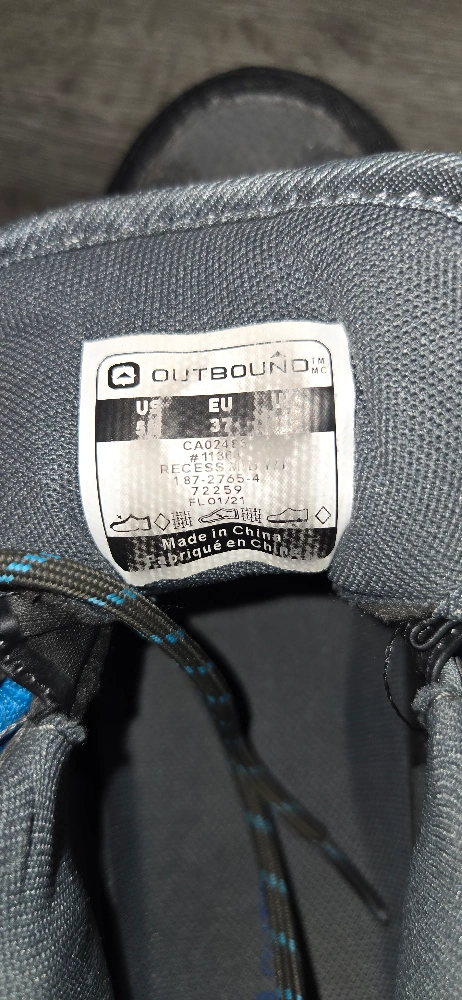 OUTBOUND TM MC
US EU
37
RECESS
187-2765-4
72259
FL01/21
Made in China
Fabriqué en Chine